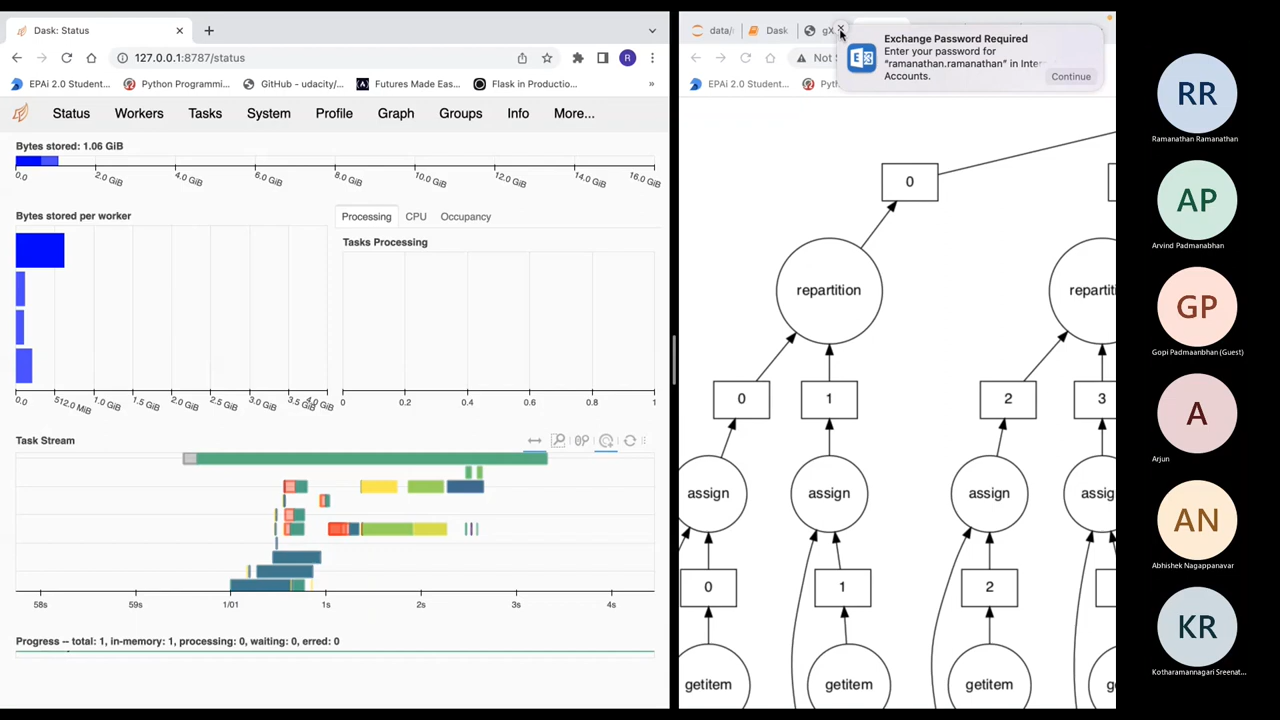 Dask: Status
127.0.0.1:8787/status
EPAi 2.0 Student...
Python Programmi...
GitHub - udacity/...
Futures Made Eas...
Flask in Productio...
»
Status Workers Tasks System Profile Graph Groups Info More...
Bytes stored: 1.06 GiB
0.0 2.0 GiB 4.0 GiB 6.0 GiB 8.0 GiB 10.0 GiB 12.0 GiB 14.0 GiB 16.0 GiB
Bytes stored per worker
0.0 512.0 MiB 1.0 GiB 1.5 GiB 2.0 GiB 2.5 GiB 3.0 GiB 3.5 GiB 4.0 GiB
Processing CPU Occupancy
Tasks Processing
0 0.2 0.4 0.6 0.8 1
Task Stream
58s 59s 1/01 1s 2s 3s 4s
Progress -- total: 1, in-memory: 1, processing: 0, waiting: 0, erred: 0
data/
Dask
Not S
EPAi 2.0 Student...
Exchange Password Required
Enter your password for
"ramanathan.ramanathan" in
Accounts.
Continue
0
repartition
0 1 2 3
assign assign assign
0 1 2
getitem getitem getitem
R
RR
Ramanathan Ramanathan
AP
Arvind Padmanabhan
GP
Gopi Padmaanbhan (Guest)
A
Arjun
AN
Abhishek Nagappanavar
KR
Kotharamannagari Sreenat...